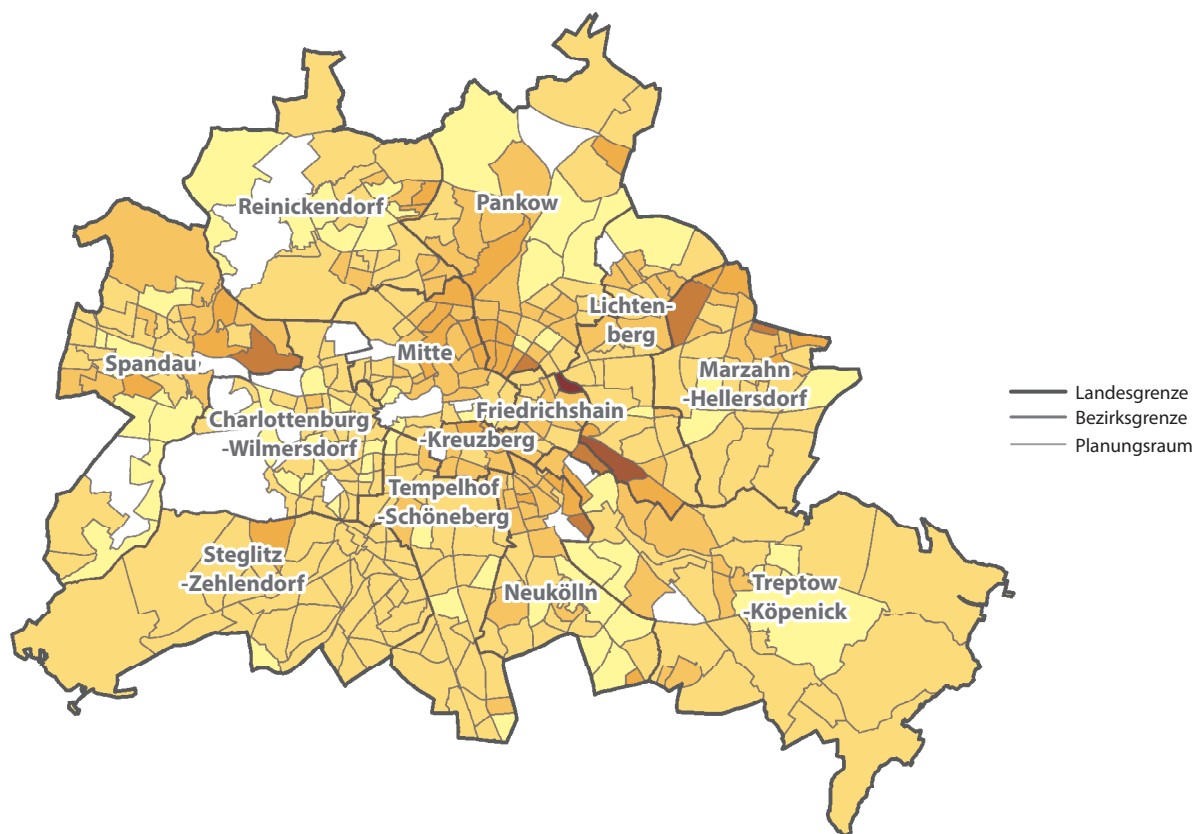 Reinickendorf
Pankow
Lichten-
berg
Mitte
Spandau
Marzahn
-Hellersdorf
Friedrichshain
-Kreuzberg
Charlottenburg
-Wilmersdorf
Tempelhof
-Schöneberg
Steglitz
-Zehlendorf
Neukölln
Treptow
-Köpenick
Landesgrenze
Bezirksgrenze
Planungsraum